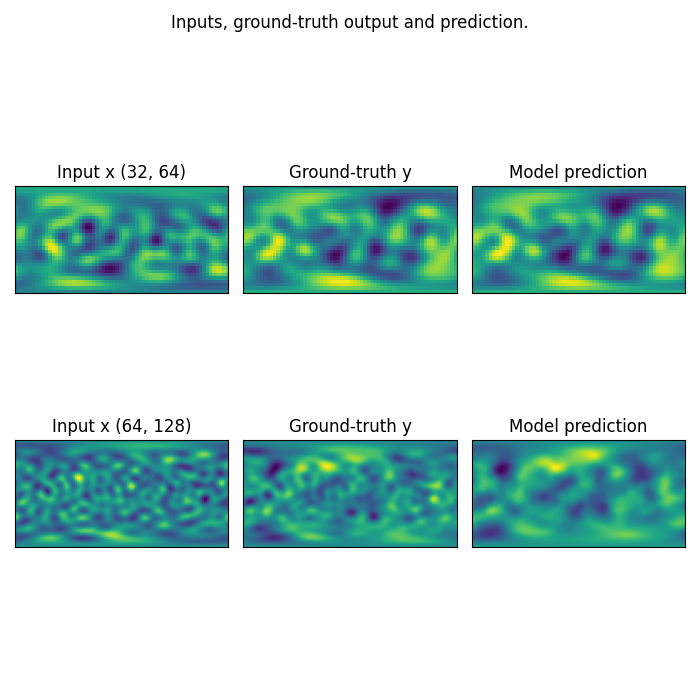 Inputs, ground-truth output and prediction.
Input x (32, 64)
Ground-truth y
Model prediction
Input x (64, 128)
Ground-truth y
Model prediction